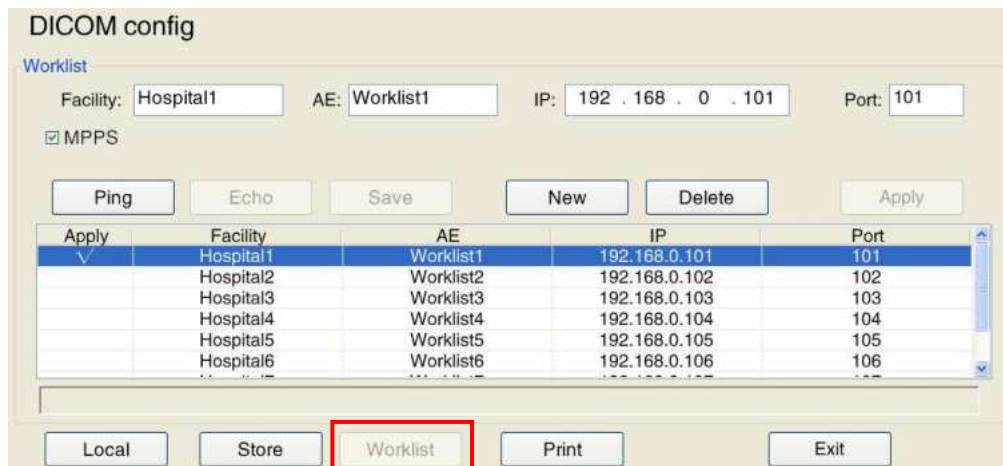 DICOM config
Worklist
Facility: Hospital1 AE: Worklist1 IP: 192 . 168 . 0 . 101 Port: 101
MPPS
Ping Echo Save New Delete Apply
Apply Facility AE IP Port
√ Hospital1 Worklist1 192.168.0.101 101
Hospital2 Worklist2 192.168.0.102 102
Hospital3 Worklist3 192.168.0.103 103
Hospital4 Worklist4 192.168.0.104 104
Hospital5 Worklist5 192.168.0.105 105
Hospital6 Worklist6 192.168.0.106 106
Local Store Worklist Print Exit